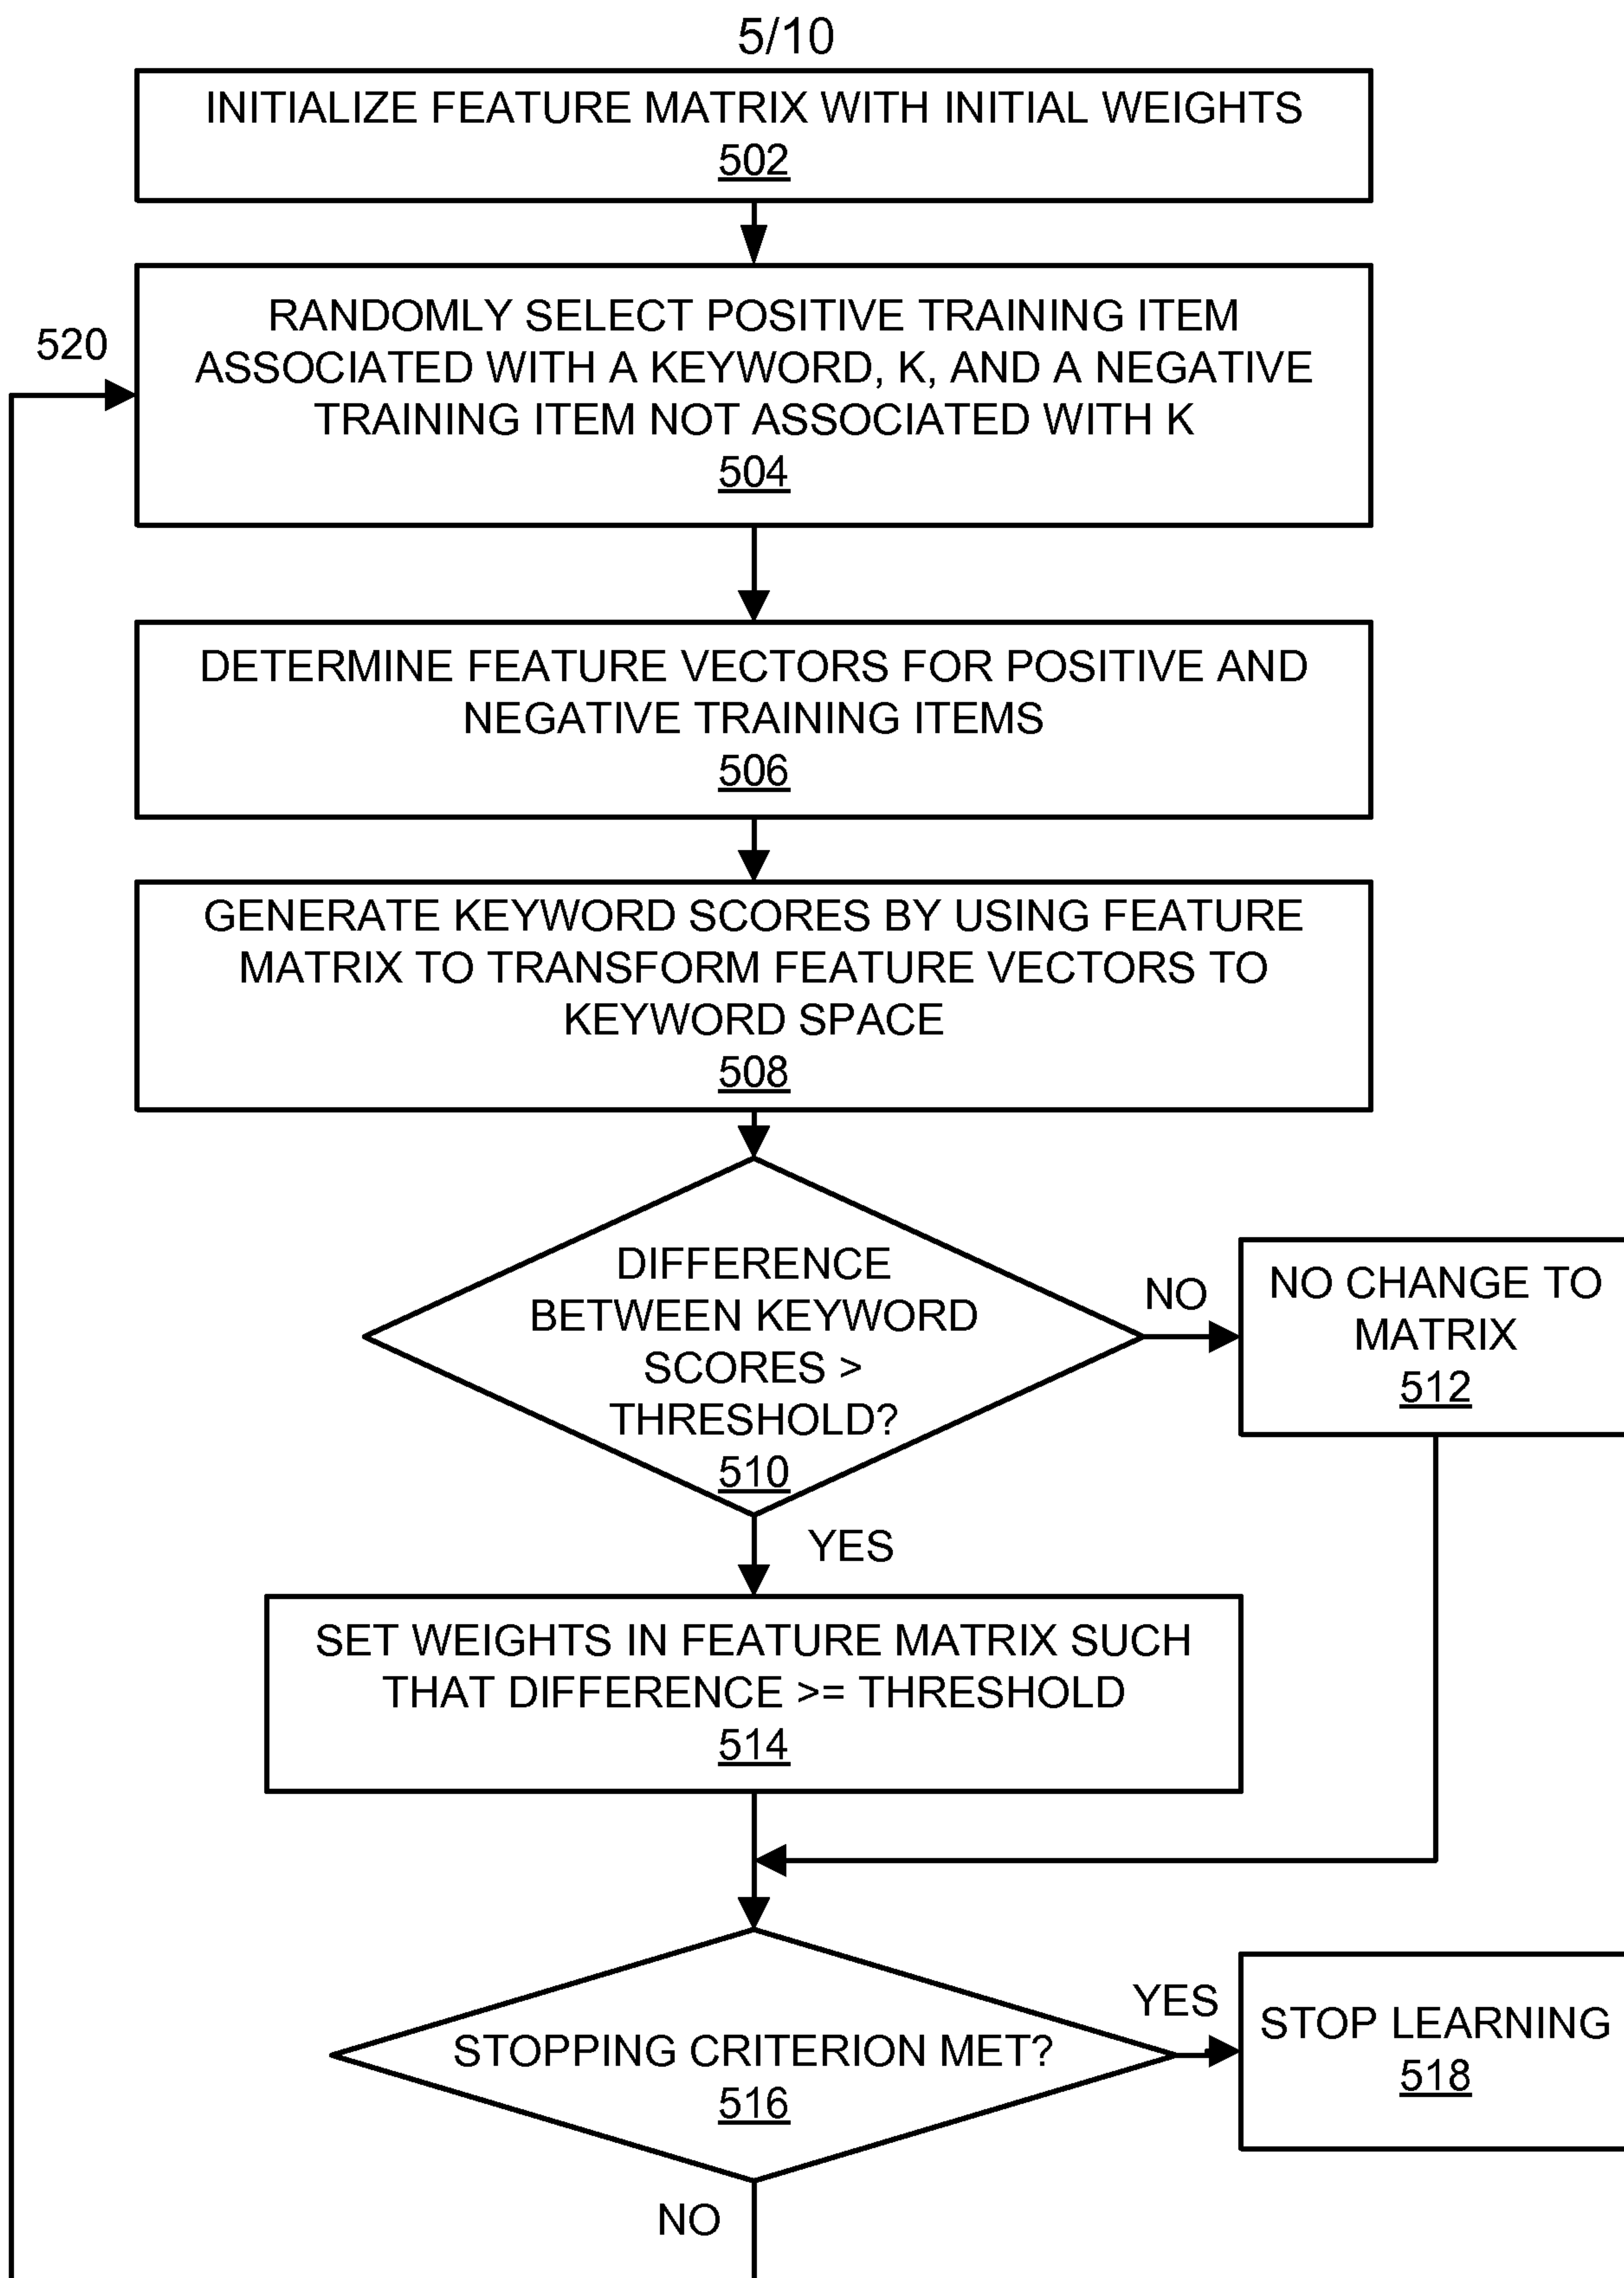 5/10
INITIALIZE FEATURE MATRIX WITH INITIAL WEIGHTS
502
520
RANDOMLY SELECT POSITIVE TRAINING ITEM
ASSOCIATED WITH A KEYWORD, K, AND A NEGATIVE
TRAINING ITEM NOT ASSOCIATED WITH K
504
DETERMINE FEATURE VECTORS FOR POSITIVE AND
NEGATIVE TRAINING ITEMS
506
GENERATE KEYWORD SCORES BY USING FEATURE
MATRIX TO TRANSFORM FEATURE VECTORS TO
KEYWORD SPACE
508
DIFFERENCE
BETWEEN KEYWORD
SCORES >
THRESHOLD?
510
NO
NO CHANGE TO
MATRIX
512
YES
SET WEIGHTS IN FEATURE MATRIX SUCH
THAT DIFFERENCE >= THRESHOLD
514
STOPPING CRITERION MET?
516
YES
STOP LEARNING
518
NO